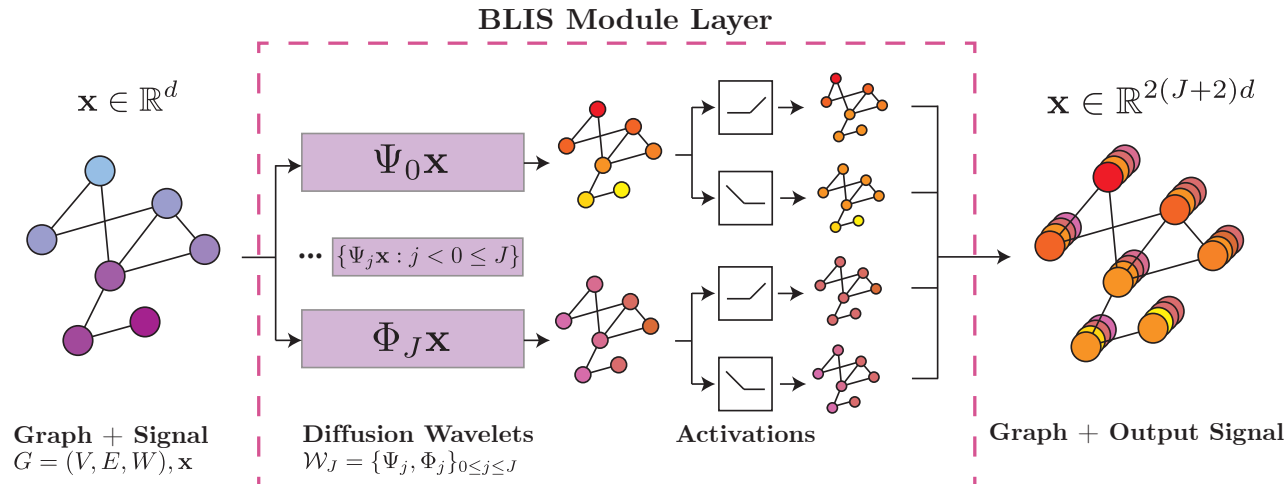 BLIS Module Layer
𝐱 ∈ ℝ^d
Ψ₀𝐱
··· {Ψ_j𝐱 : j < 0 ≤ J}
Φ_J𝐱
𝐱 ∈ ℝ^{2(J+2)d}
Graph + Signal
G = (V, E, W), 𝐱
Diffusion Wavelets
𝒲_J = {Ψ_j, Φ_j}_{0≤j≤J}
Activations
Graph + Output Signal